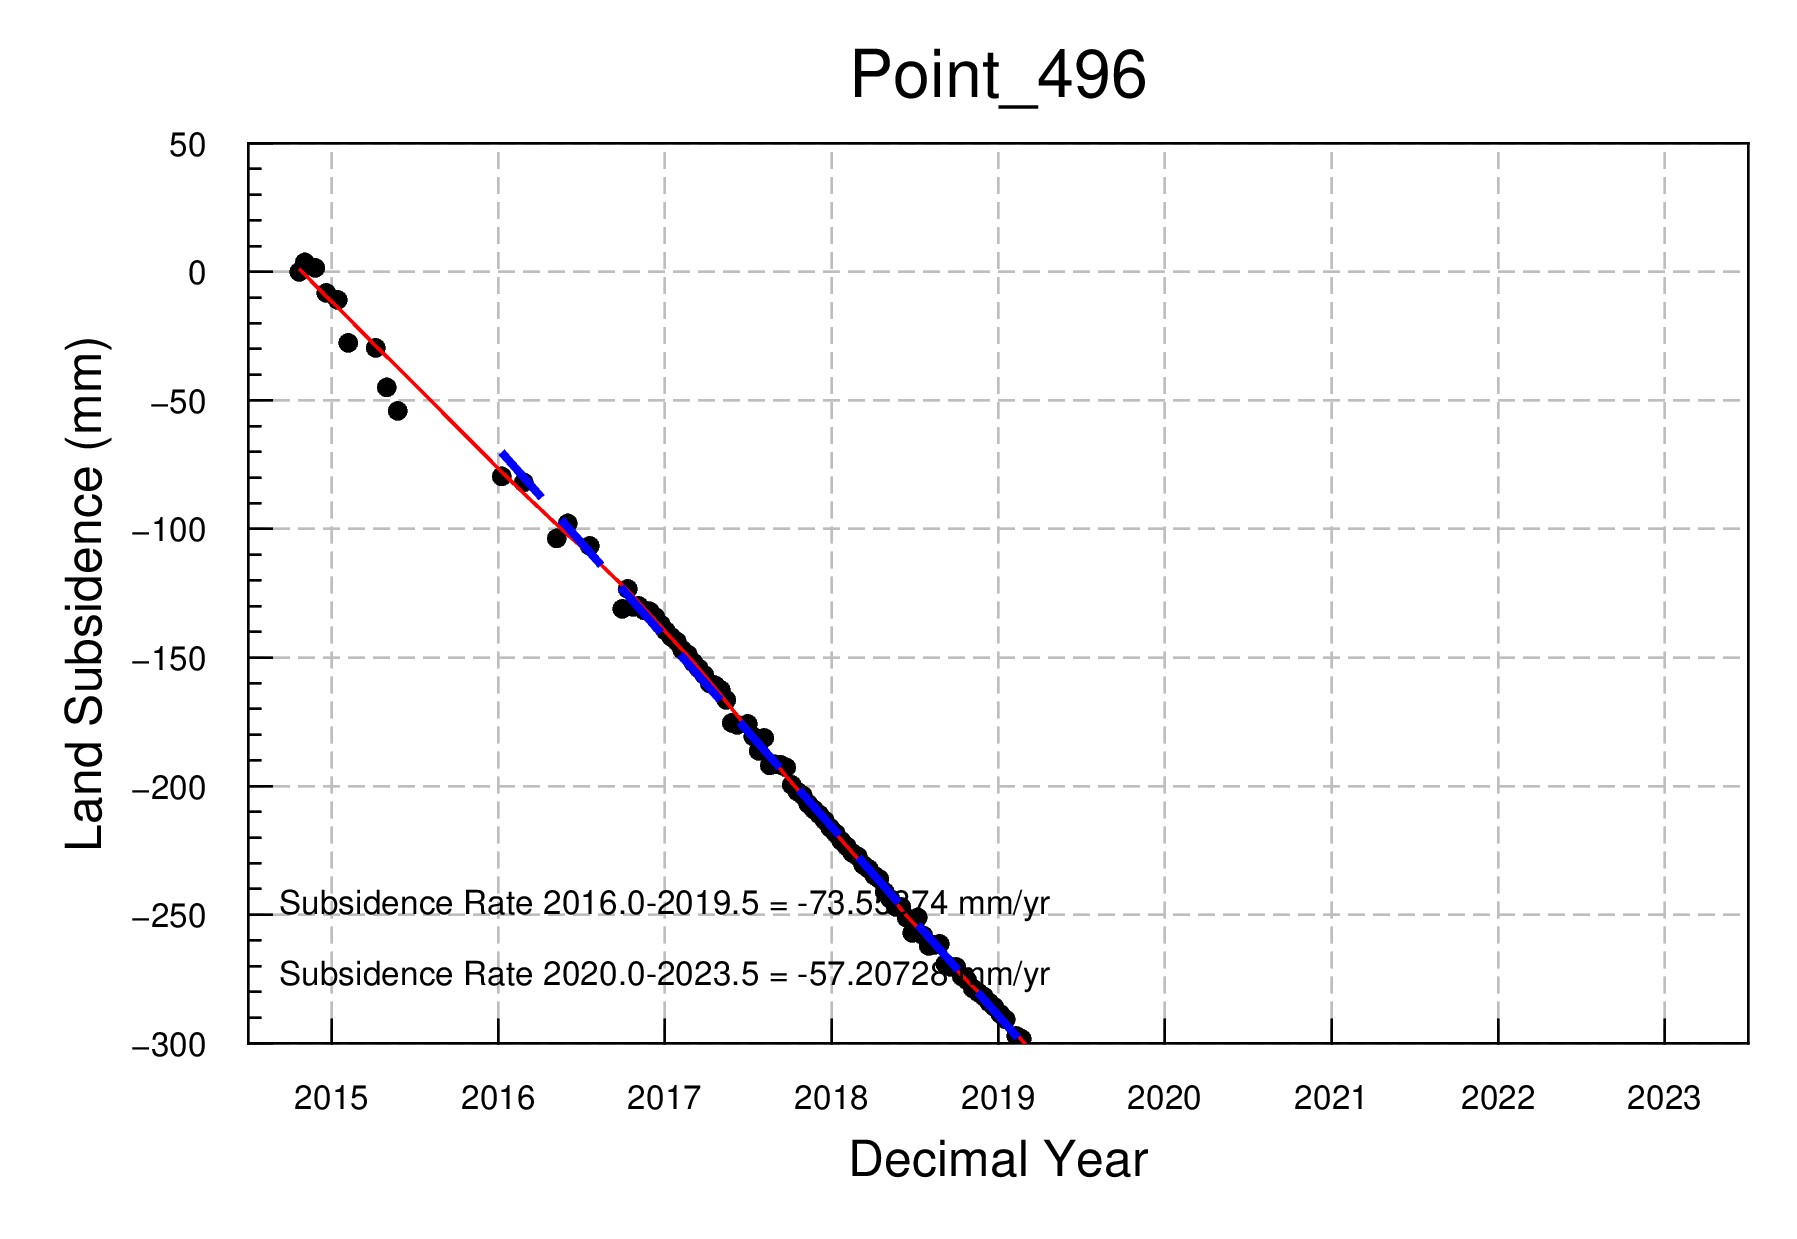 Point_496
50
0
−50
−100
−150
−200
−250
−300
Land Subsidence (mm)
Subsidence Rate 2016.0-2019.5 = mm/yr
Subsidence Rate 2020.0-2023.5 = -57.20728 mm/yr
2015 2016 2017 2018 2019 2020 2021 2022 2023
Decimal Year